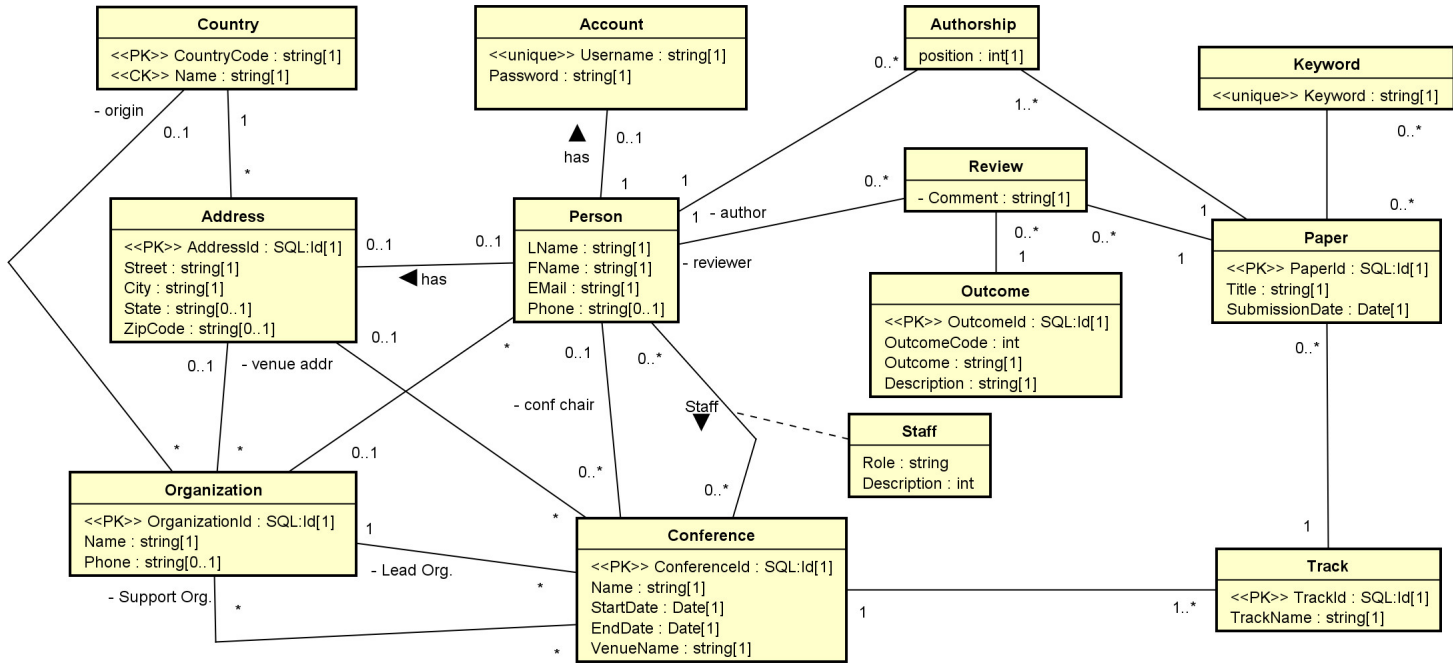 Country
<<PK>> CountryCode : string[1]
<<CK>> Name : string[1]
Account
<<unique>> Username : string[1]
Password : string[1]
Authorship
position : int[1]
Keyword
<<unique>> Keyword : string[1]
- origin
0..1
1
*
has
0..1
1
0..*
1
1..*
1
0..*
0..*
Review
- Comment : string[1]
0..*
1
- author
- reviewer
0..*
1
0..*
1
Address
<<PK>> AddressId : SQL:Id[1]
Street : string[1]
City : string[1]
State : string[0..1]
ZipCode : string[0..1]
0..1
0..1
has
Person
LName : string[1]
FName : string[1]
EMail : string[1]
Phone : string[0..1]
Outcome
<<PK>> OutcomeId : SQL:Id[1]
OutcomeCode : int
Outcome : string[1]
Description : string[1]
Paper
<<PK>> PaperId : SQL:Id[1]
Title : string[1]
SubmissionDate : Date[1]
0..1
- venue addr
0..1
*
0..1
0..*
0..*
- conf chair
Staff
Staff
Role : string
Description : int
*
*
0..1
0..*
0..*
*
1
Organization
<<PK>> OrganizationId : SQL:Id[1]
Name : string[1]
Phone : string[0..1]
1
- Lead Org.
*
- Support Org.
*
*
Conference
<<PK>> ConferenceId : SQL:Id[1]
Name : string[1]
StartDate : Date[1]
EndDate : Date[1]
VenueName : string[1]
1
1..*
Track
<<PK>> TrackId : SQL:Id[1]
TrackName : string[1]